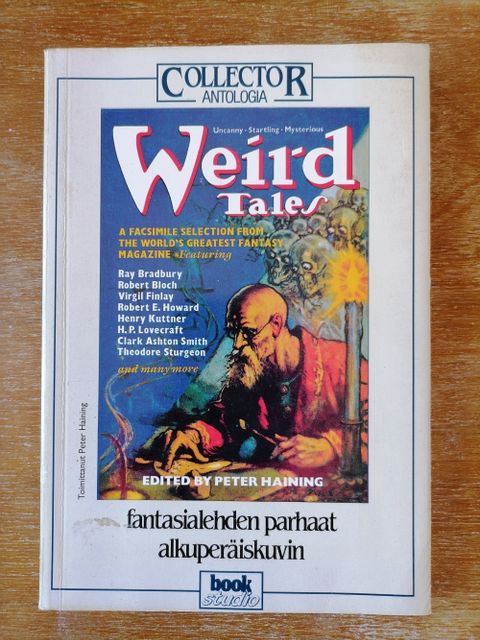 COLLECTOR
ANTOLOGIA
Uncanny · Startling · Mysterious
Weird
Tales
A FACSIMILE SELECTION FROM
THE WORLD'S GREATEST FANTASY
MAGAZINE • Featuring
Ray Bradbury
Robert Bloch
Virgil Finlay
Robert E. Howard
Henry Kuttner
H. P. Lovecraft
Clark Ashton Smith
Theodore Sturgeon
and many more
EDITED BY PETER HAINING
Toimittanut Peter Haining
fantasialehden parhaat
alkuperäiskuvin
book
studio